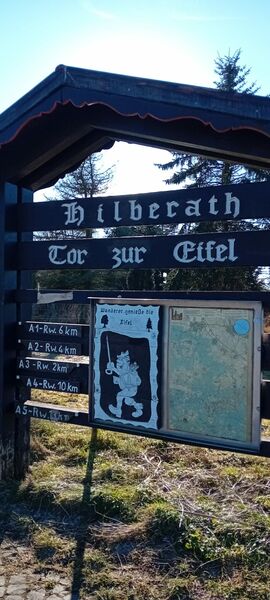 Hilberath
Tor zur Eifel
Wanderer genieße die
Eifel
A1-Rw. 6 km
A2-Rw. 4 km
A3-Rw. 2 km
A4-Rw. 10 km
A5-Rw.